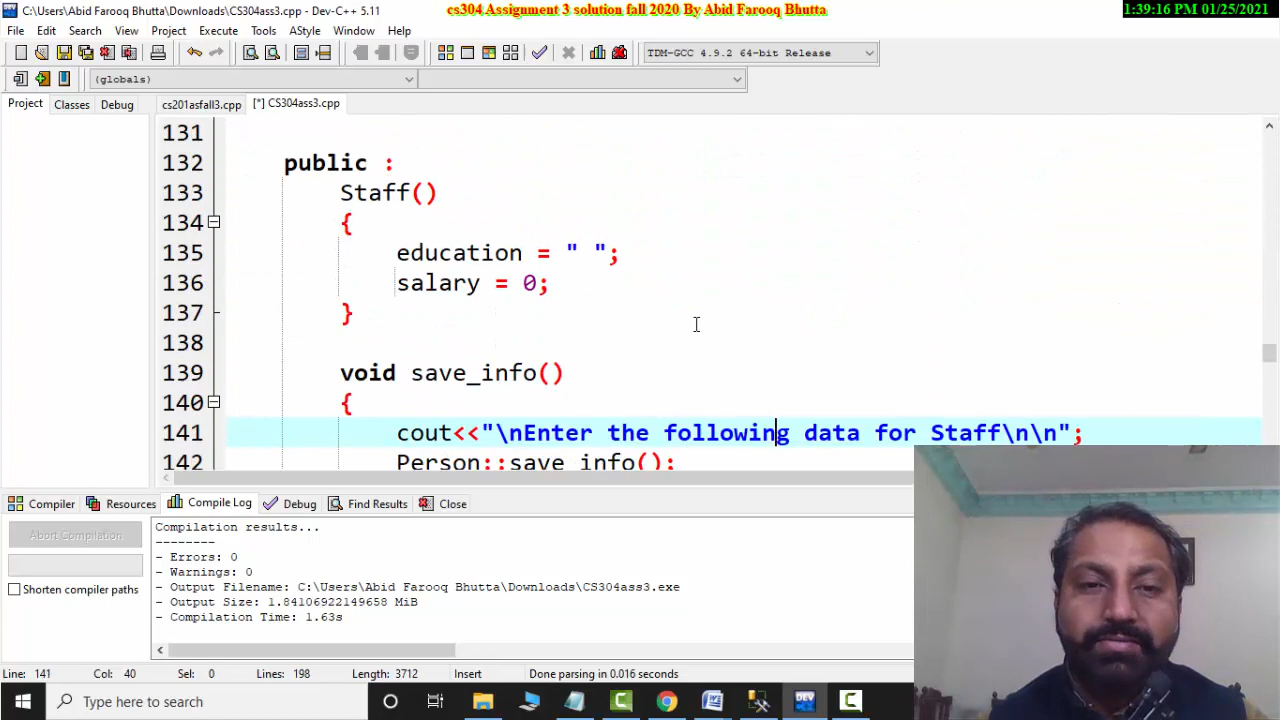 C:\Users\Abid Farooq Bhutta\Downloads\CS304ass3.cpp - Dev-C++ 5.11
cs304 Assignment 3 solution fall 2020 By Abid Farooq Bhutta
1:39:16 PM 01/25/2021
File Edit Search View Project Execute Tools AStyle Window Help
TDM-GCC 4.9.2 64-bit Release
(globals)
Project Classes Debug cs201asfall3.cpp [*] CS304ass3.cpp
131
132 public :
133 Staff()
134 {
135 education = " ";
136 salary = 0;
137 }
138
139 void save_info()
140 {
141 cout<<"\nEnter the following data for Staff\n\n";
142 Person::save_info();
Compiler Resources Compile Log Debug Find Results Close
Abort Compilation
Shorten compiler paths
Compilation results...
--------
- Errors: 0
- Warnings: 0
- Output Filename: C:\Users\Abid Farooq Bhutta\Downloads\CS304ass3.exe
- Output Size: 1.84106922149658 MiB
- Compilation Time: 1.63s
Line: 141 Col: 40 Sel: 0 Lines: 198 Length: 3712 Insert Done parsing in 0.016 seconds
Type here to search